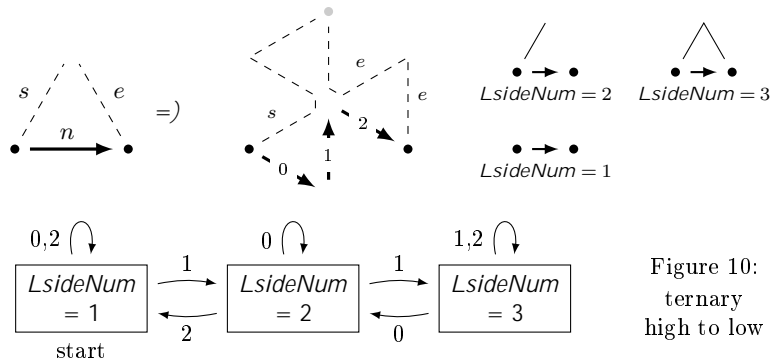 s e
n
=)
e
s e
0 1 2
LsideNum = 2
LsideNum = 3
LsideNum = 1
0,2 0 1,2
1 1
LsideNum
= 1
LsideNum
= 2
LsideNum
= 3
2 0
start
Figure 10:
ternary
high to low